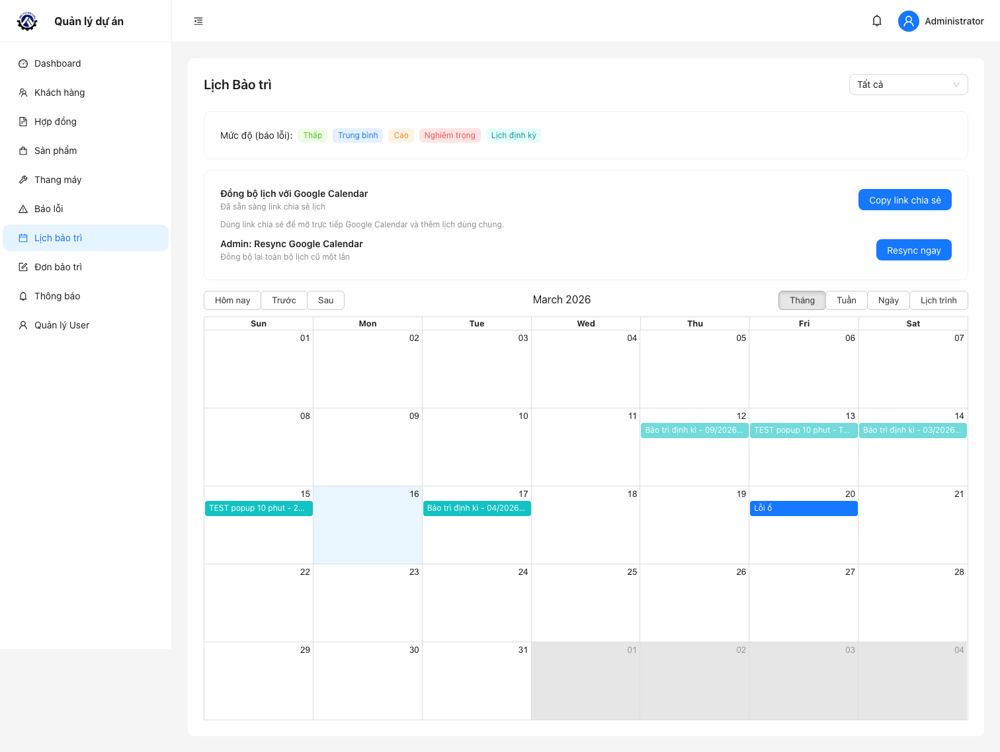 Quản lý dự án
Administrator
Dashboard
Khách hàng
Hợp đồng
Sản phẩm
Thang máy
Báo lỗi
Lịch bảo trì
Đơn bảo trì
Thông báo
Quản lý User
Lịch Bảo trì
Tất cả
Mức độ (báo lỗi): Thấp Trung bình Cao Nghiêm trọng Lịch định kỳ
Đồng bộ lịch với Google Calendar
Đã sẵn sàng link chia sẻ lịch
Copy link chia sẻ
Dùng link chia sẻ để mở trực tiếp Google Calendar và thêm lịch dùng chung.
Admin: Resync Google Calendar
Đồng bộ lại toàn bộ lịch cũ một lần
Resync ngay
Hôm nay Trước Sau March 2026 Tháng Tuần Ngày Lịch trình
Sun Mon Tue Wed Thu Fri Sat
01 02 03 04 05 06 07
08 09 10 11 12 13 14
Bảo trì định kì - 09/2026... TEST popup 10 phut - T... Bảo trì định kì - 03/2026...
15 16 17 18 19 20 21
TEST popup 10 phut - 2... Bảo trì định kì - 04/2026... Lỗi ổ
22 23 24 25 26 27 28
29 30 31 01 02 03 04